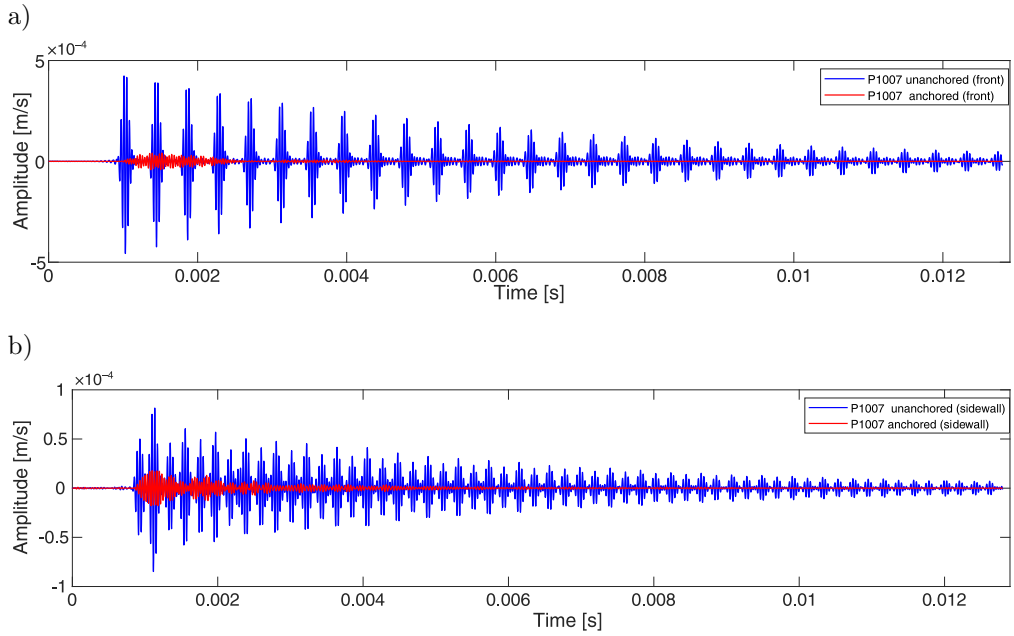 a)
×10⁻⁴
5
0
-5
Amplitude [m/s]
P1007 unanchored (front)
P1007 anchored (front)
0 0.002 0.004 0.006 0.008 0.01 0.012
Time [s]
b)
×10⁻⁴
1
0.5
0
-0.5
-1
Amplitude [m/s]
P1007 unanchored (sidewall)
P1007 anchored (sidewall)
0 0.002 0.004 0.006 0.008 0.01 0.012
Time [s]